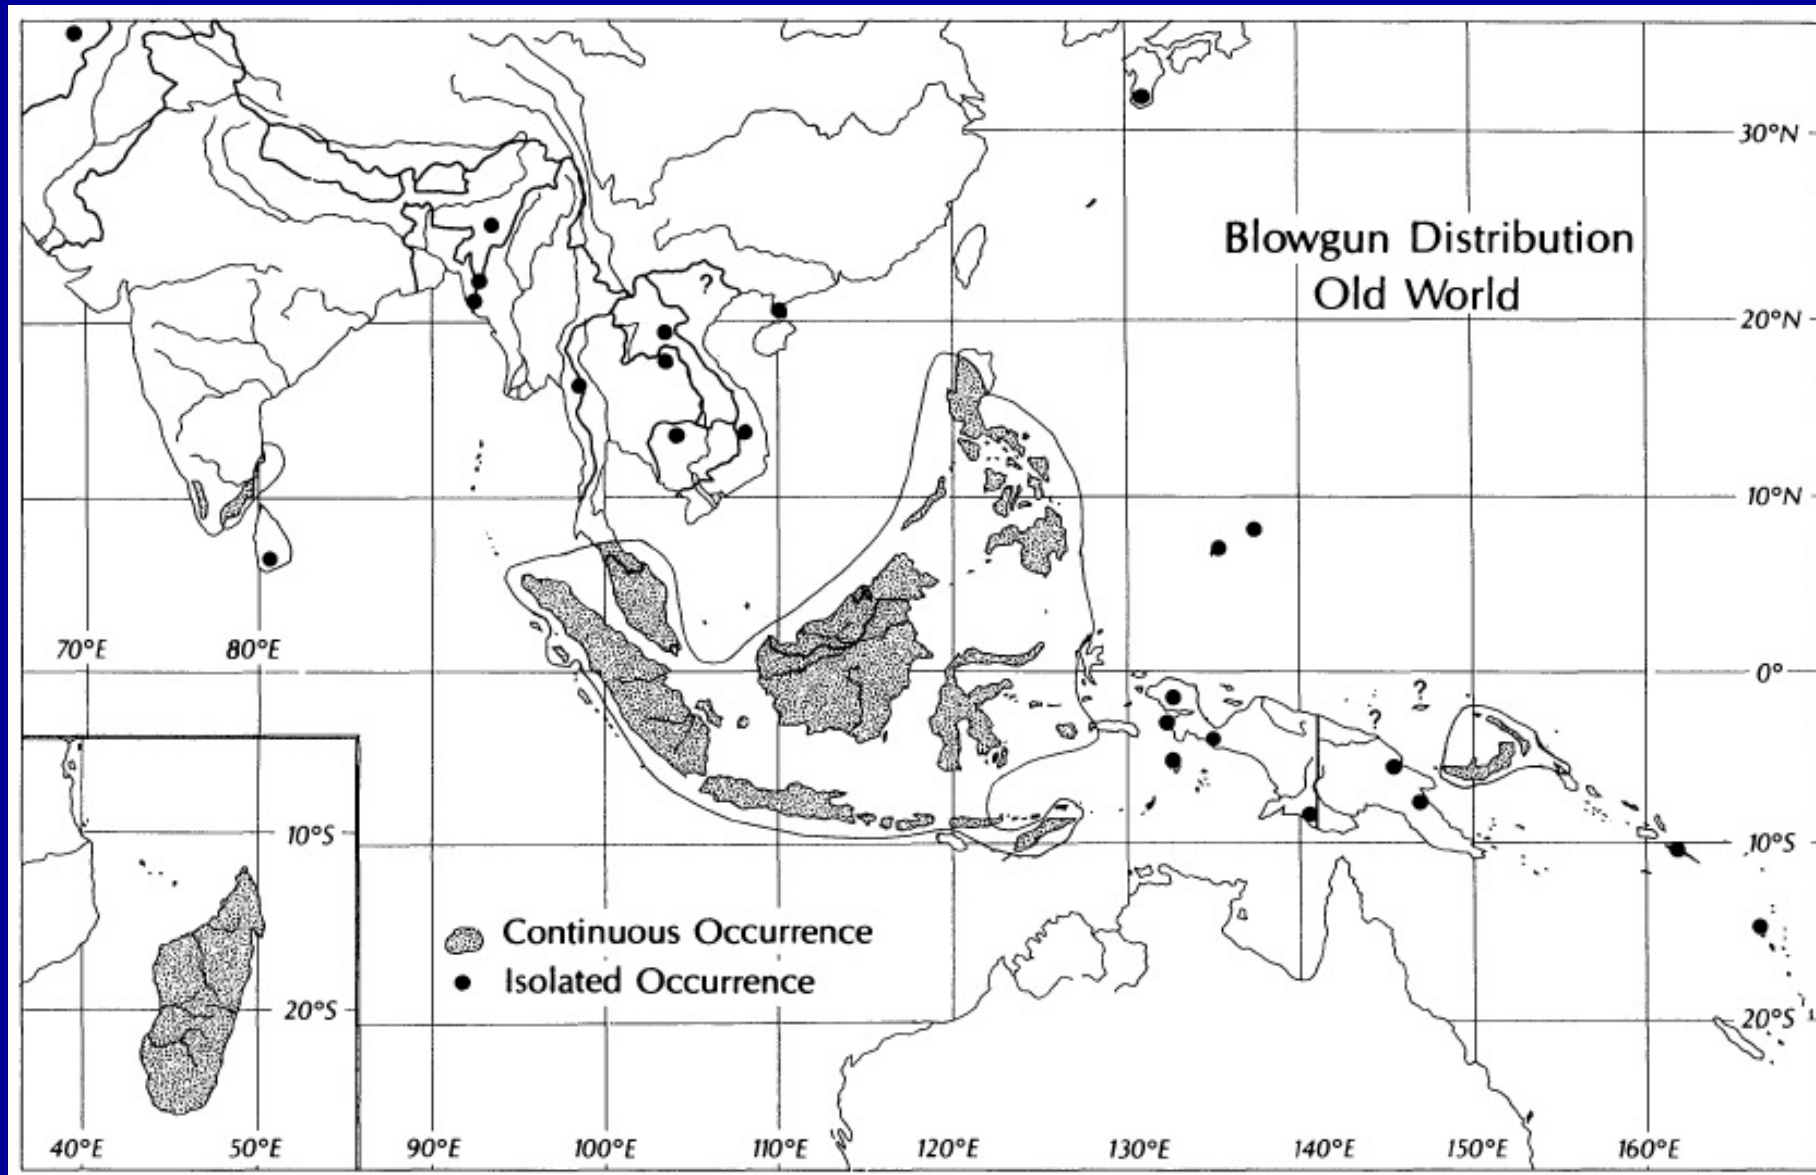 30°N
Blowgun Distribution
Old World
?
20°N
10°N
70°E 80°E
0°
?
?
10°S 10°S
Continuous Occurrence
Isolated Occurrence
20°S 20°S
40°E 50°E 90°E 100°E 110°E 120°E 130°E 140°E 150°E 160°E